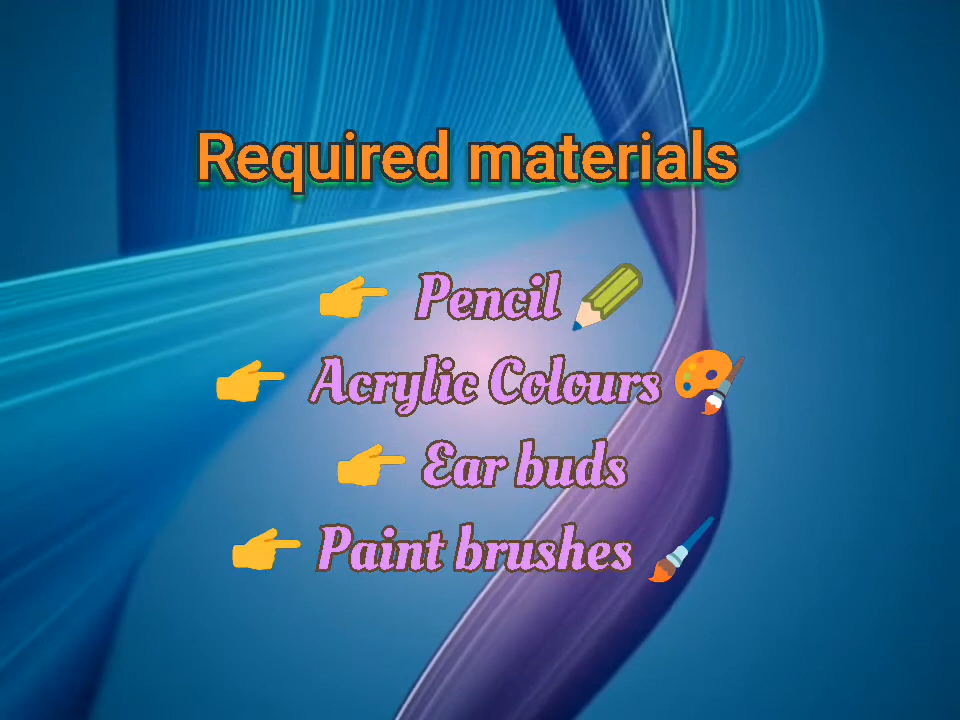 Required materials
👉 Pencil ✏️
👉 Acrylic Colours 🎨
👉 Ear buds
👉 Paint brushes 🖌️